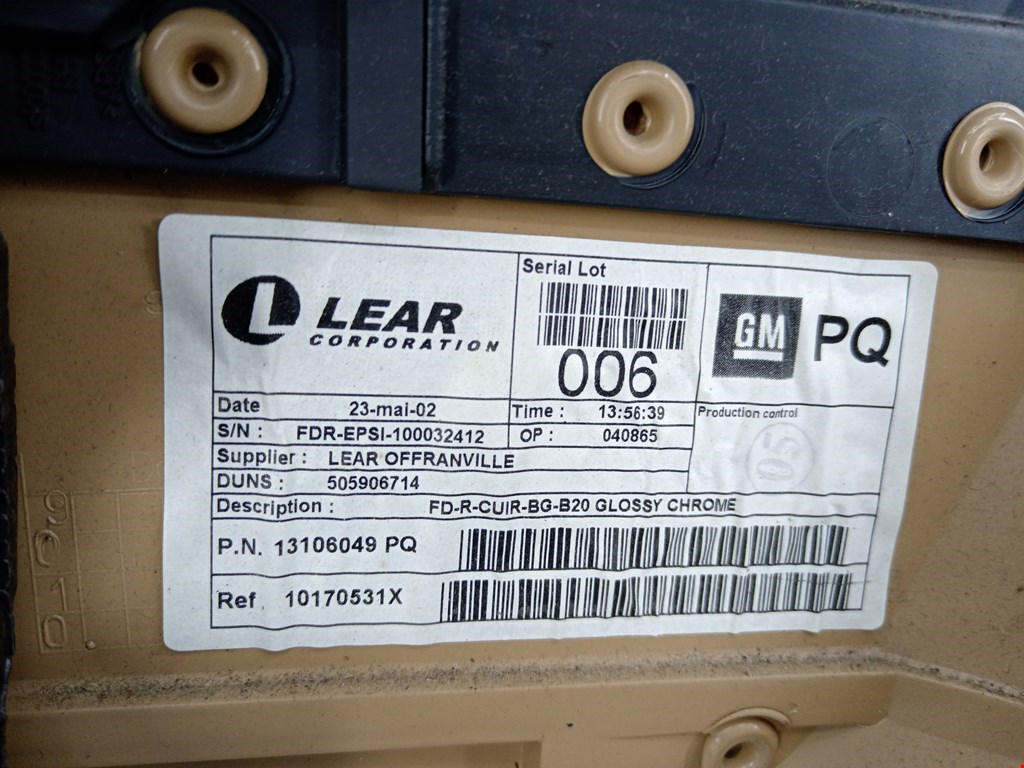 LEAR
CORPORATION
Serial Lot
006
GM PQ
Date 23-mai-02
Time : 13:56:39
Production control
S/N : FDR-EPSI-100032412
OP : 040865
05
Supplier : LEAR OFFRANVILLE
DUNS : 505906714
Description : FD-R-CUIR-BG-B20 GLOSSY CHROME
P.N. 13106049 PQ
Ref . 10170531X